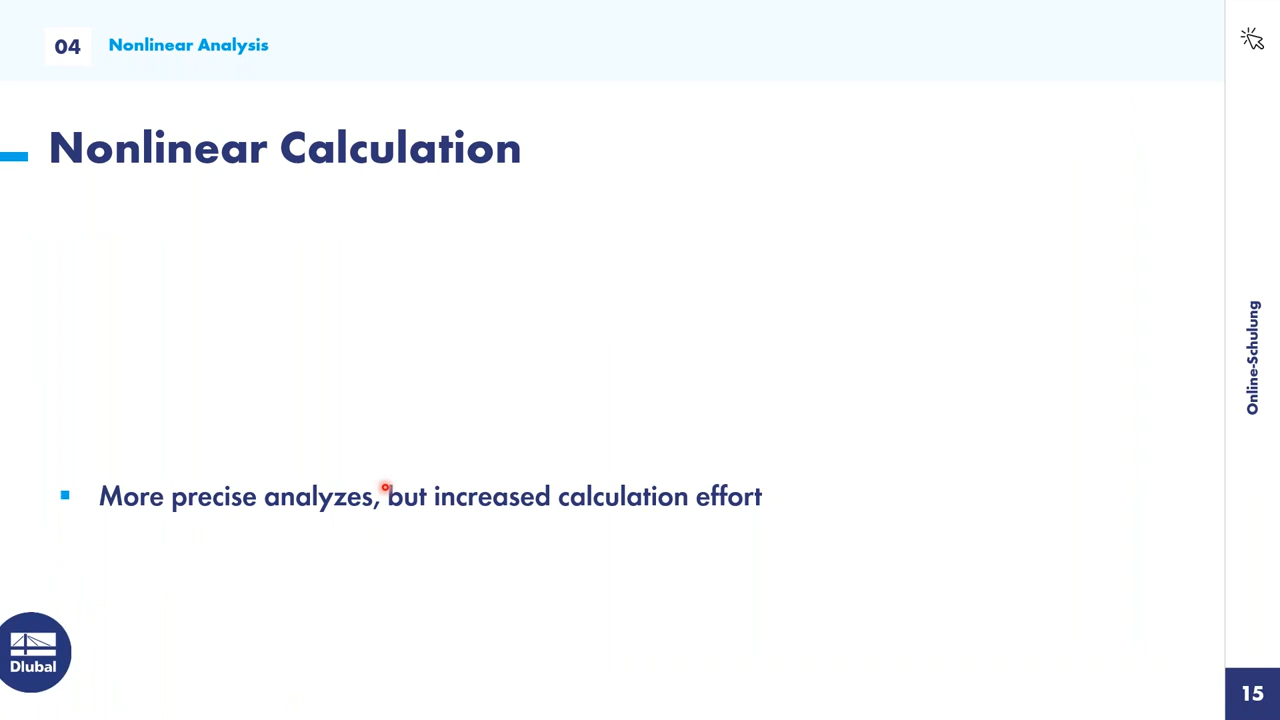 04 Nonlinear Analysis
Nonlinear Calculation
More precise analyzes, but increased calculation effort
Online-Schulung
Dlubal
15